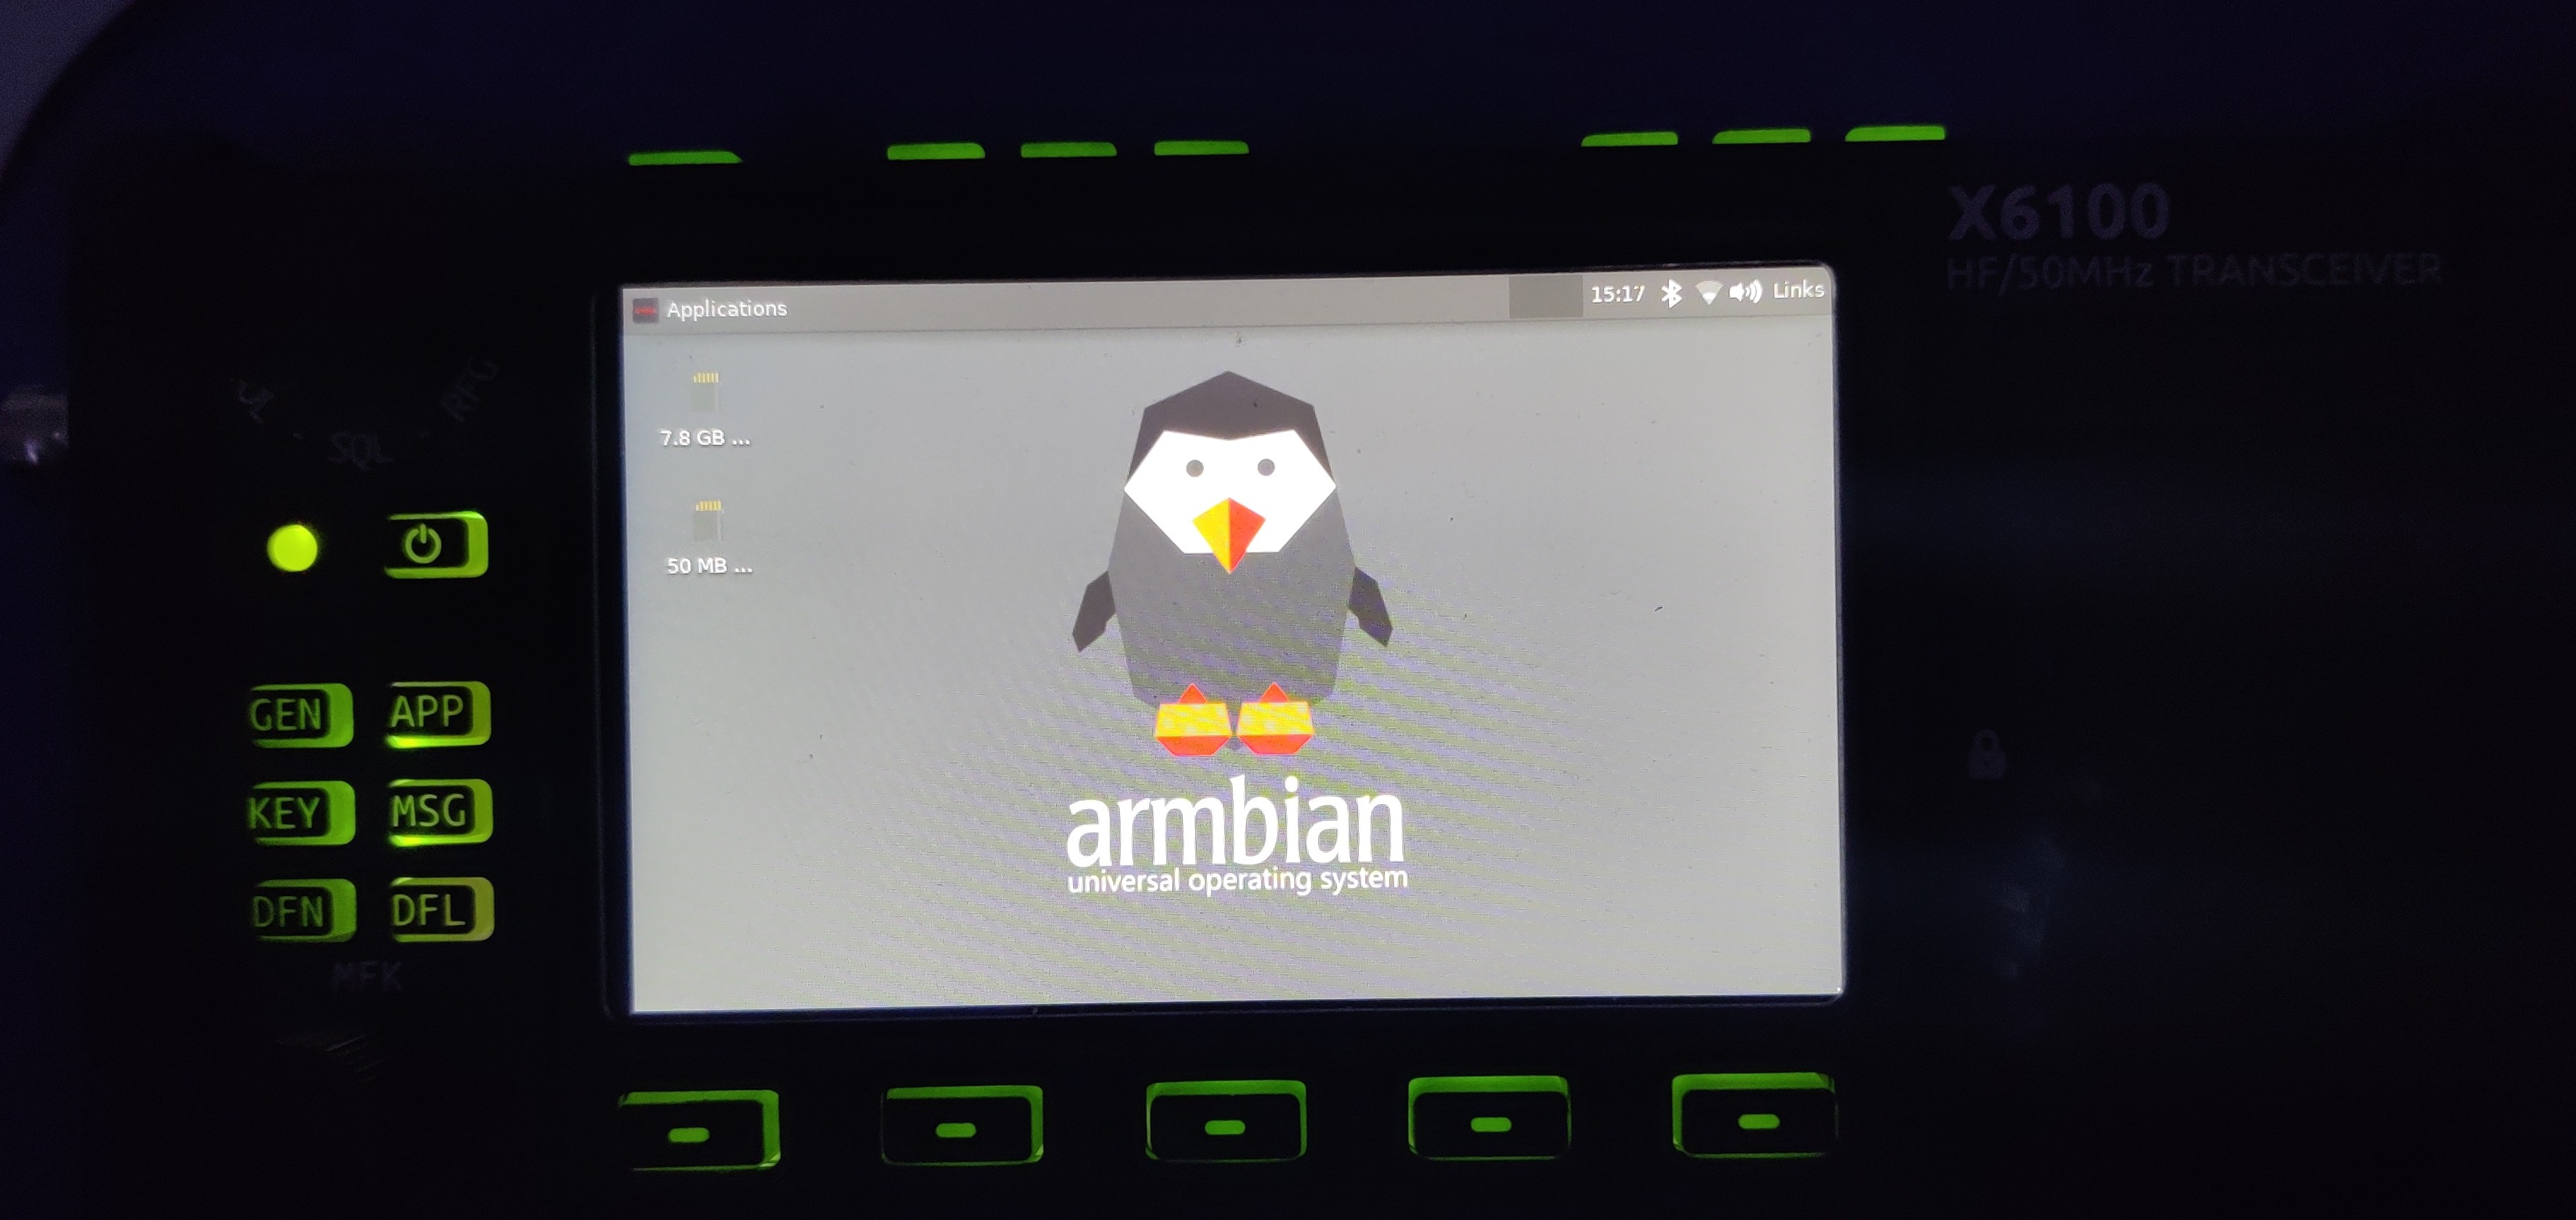 X6100
HF/50MHz TRANSCEIVER
Applications
15:17 Links
7.8 GB ...
50 MB ...
RFG
SQL
GEN APP
KEY MSG
DFN DFL
MFK
armbian
universal operating system